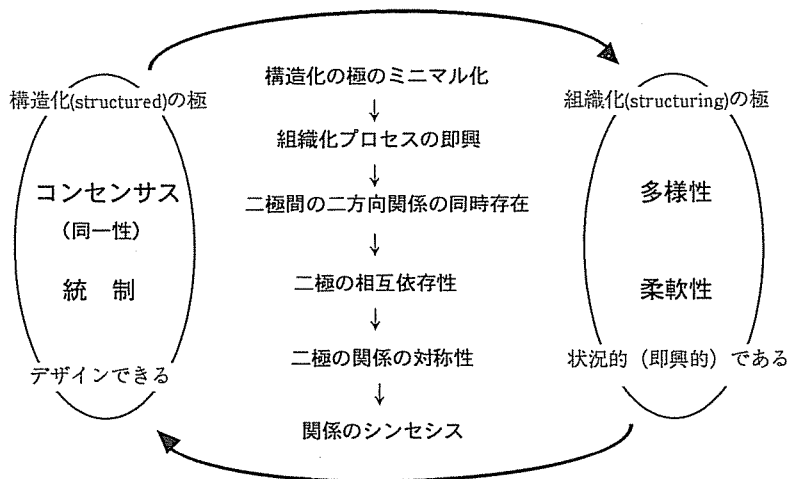 構造化(structured)の極
コンセンサス
（同一性）
統　制
デザインできる
構造化の極のミニマル化
↓
組織化プロセスの即興
↓
二極間の二方向関係の同時存在
↓
二極の相互依存性
↓
二極の関係の対称性
↓
関係のシンセシス
組織化(structuring)の極
多様性
柔軟性
状況的（即興的）である